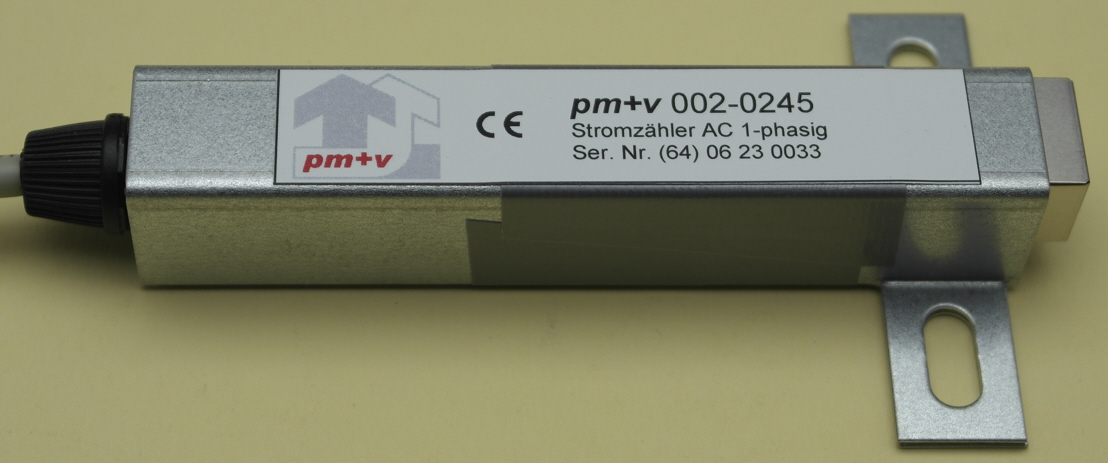 pm+v
CE
pm+v 002-0245
Stromzähler AC 1-phasig
Ser. Nr. (64) 06 23 0033